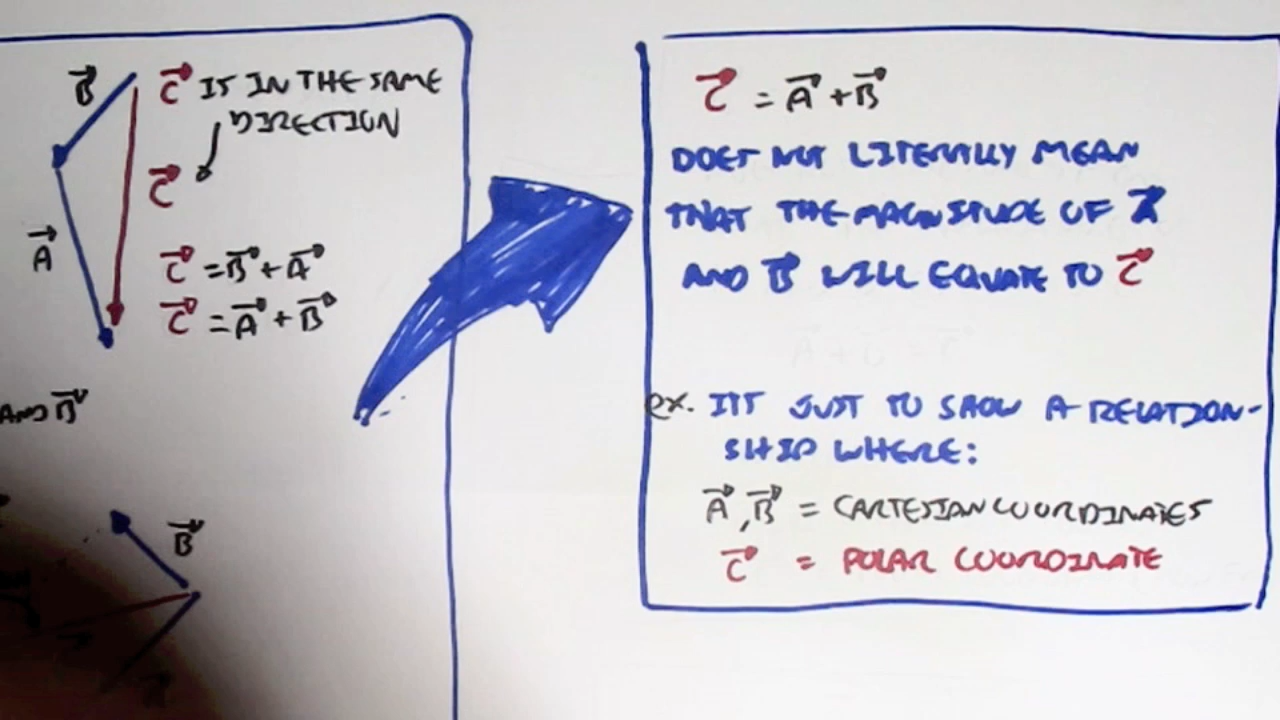 B⃗ C⃗ IS IN THE SAME
DIRECTION
C⃗
A⃗
C⃗ = B⃗ + A⃗
C⃗ = A⃗ + B⃗
AND B⃗
B⃗
C⃗ = A⃗ + B⃗
DOES NOT LITERALLY MEAN
THAT THE MAGNITUDE OF A⃗
AND B⃗ WILL EQUATE TO C⃗
ex. ITS JUST TO SHOW A RELATION-
SHIP WHERE:
A⃗, B⃗ = CARTESIAN COORDINATES
C⃗ = POLAR COORDINATE